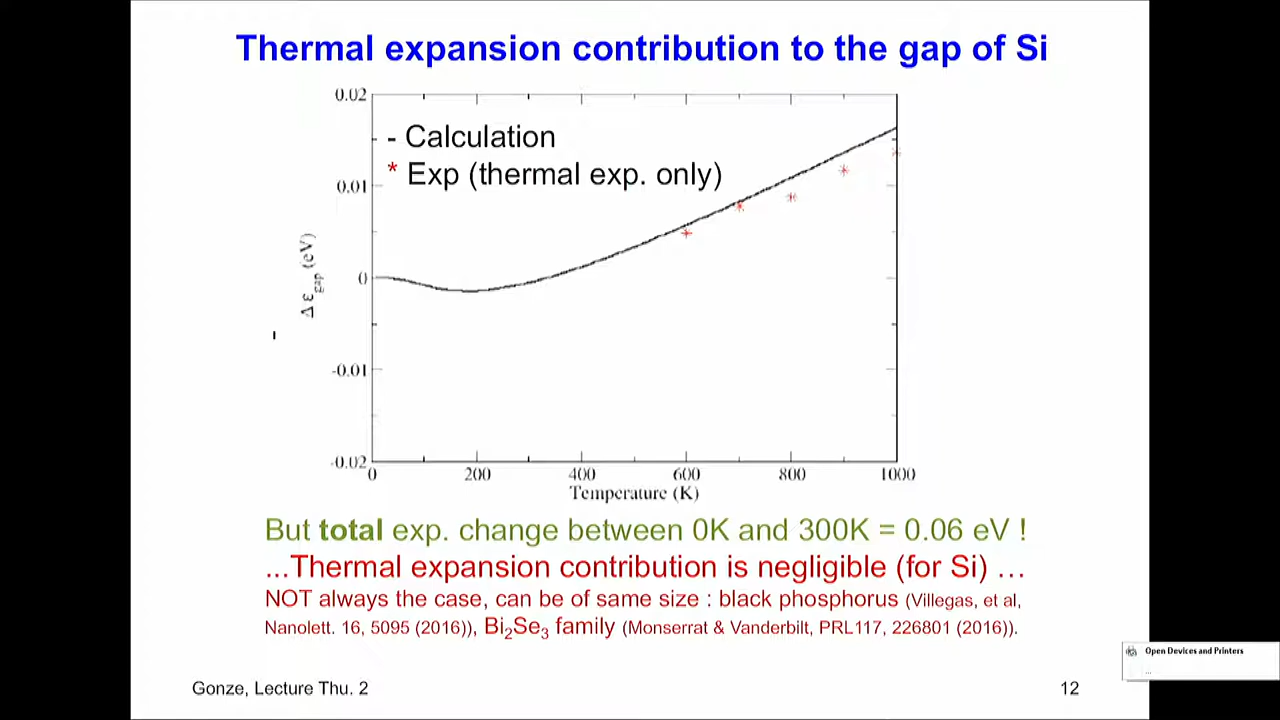 Thermal expansion contribution to the gap of Si
0.02
- Calculation
* Exp (thermal exp. only)
0.01
0
Δ εgap (eV)
-
-0.01
-0.02
0 200 400 600 800 1000
Temperature (K)
But total exp. change between 0K and 300K = 0.06 eV !
...Thermal expansion contribution is negligible (for Si) …
NOT always the case, can be of same size : black phosphorus (Villegas, et al,
Nanolett. 16, 5095 (2016)), Bi₂Se₃ family (Monserrat & Vanderbilt, PRL117, 226801 (2016)).
Open Devices and Printers
...
Gonze, Lecture Thu. 2
12